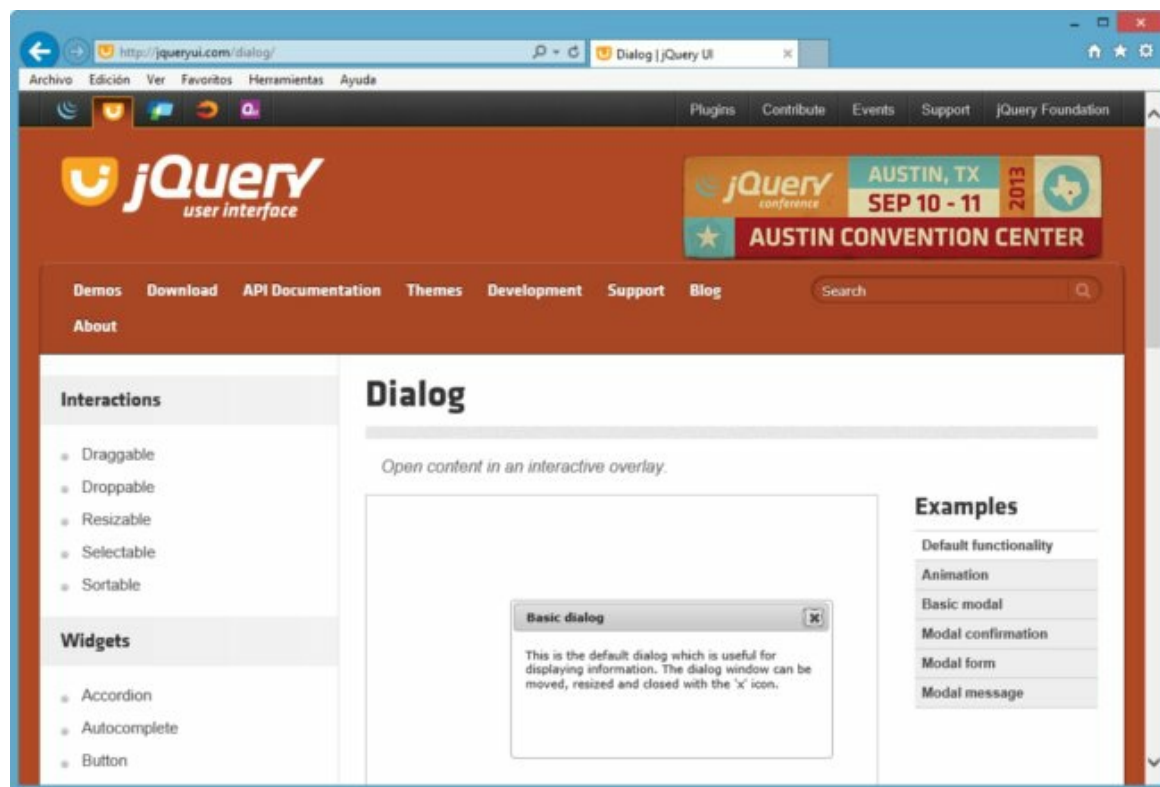 http://jqueryui.com/dialog/
Dialog | jQuery UI
Archivo Edición Ver Favoritos Herramientas Ayuda
Plugins Contribute Events Support jQuery Foundation
jQuery
user interface
jQuery
conference
AUSTIN, TX
SEP 10 - 11
2013
AUSTIN CONVENTION CENTER
Demos Download API Documentation Themes Development Support Blog
Search
About
Interactions
Draggable
Droppable
Resizable
Selectable
Sortable
Widgets
Accordion
Autocomplete
Button
Dialog
Open content in an interactive overlay.
Basic dialog
This is the default dialog which is useful for
displaying information. The dialog window can be
moved, resized and closed with the 'x' icon.
Examples
Default functionality
Animation
Basic modal
Modal confirmation
Modal form
Modal message